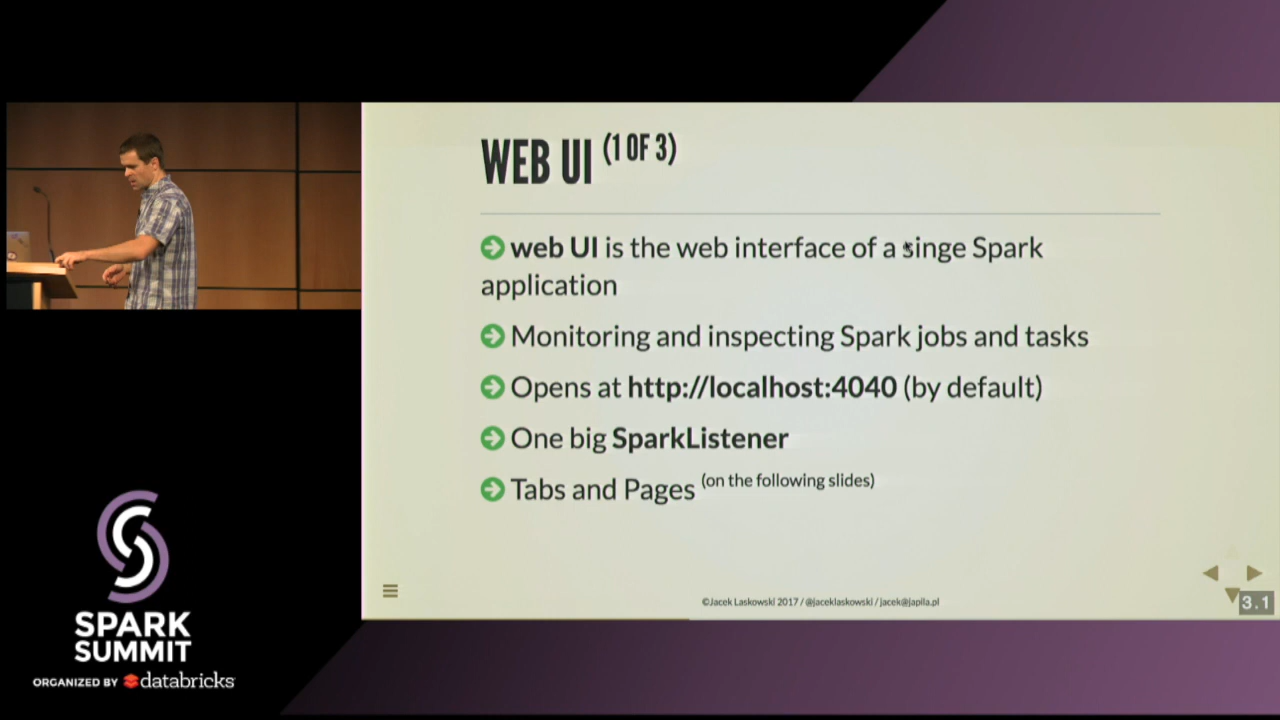 WEB UI (1 OF 3)
web UI is the web interface of a singe Spark
application
Monitoring and inspecting Spark jobs and tasks
Opens at http://localhost:4040 (by default)
One big SparkListener
Tabs and Pages (on the following slides)
©Jacek Laskowski 2017 / @jaceklaskowski / jacek@japila.pl
3.1
SPARK
SUMMIT
ORGANIZED BY databricks